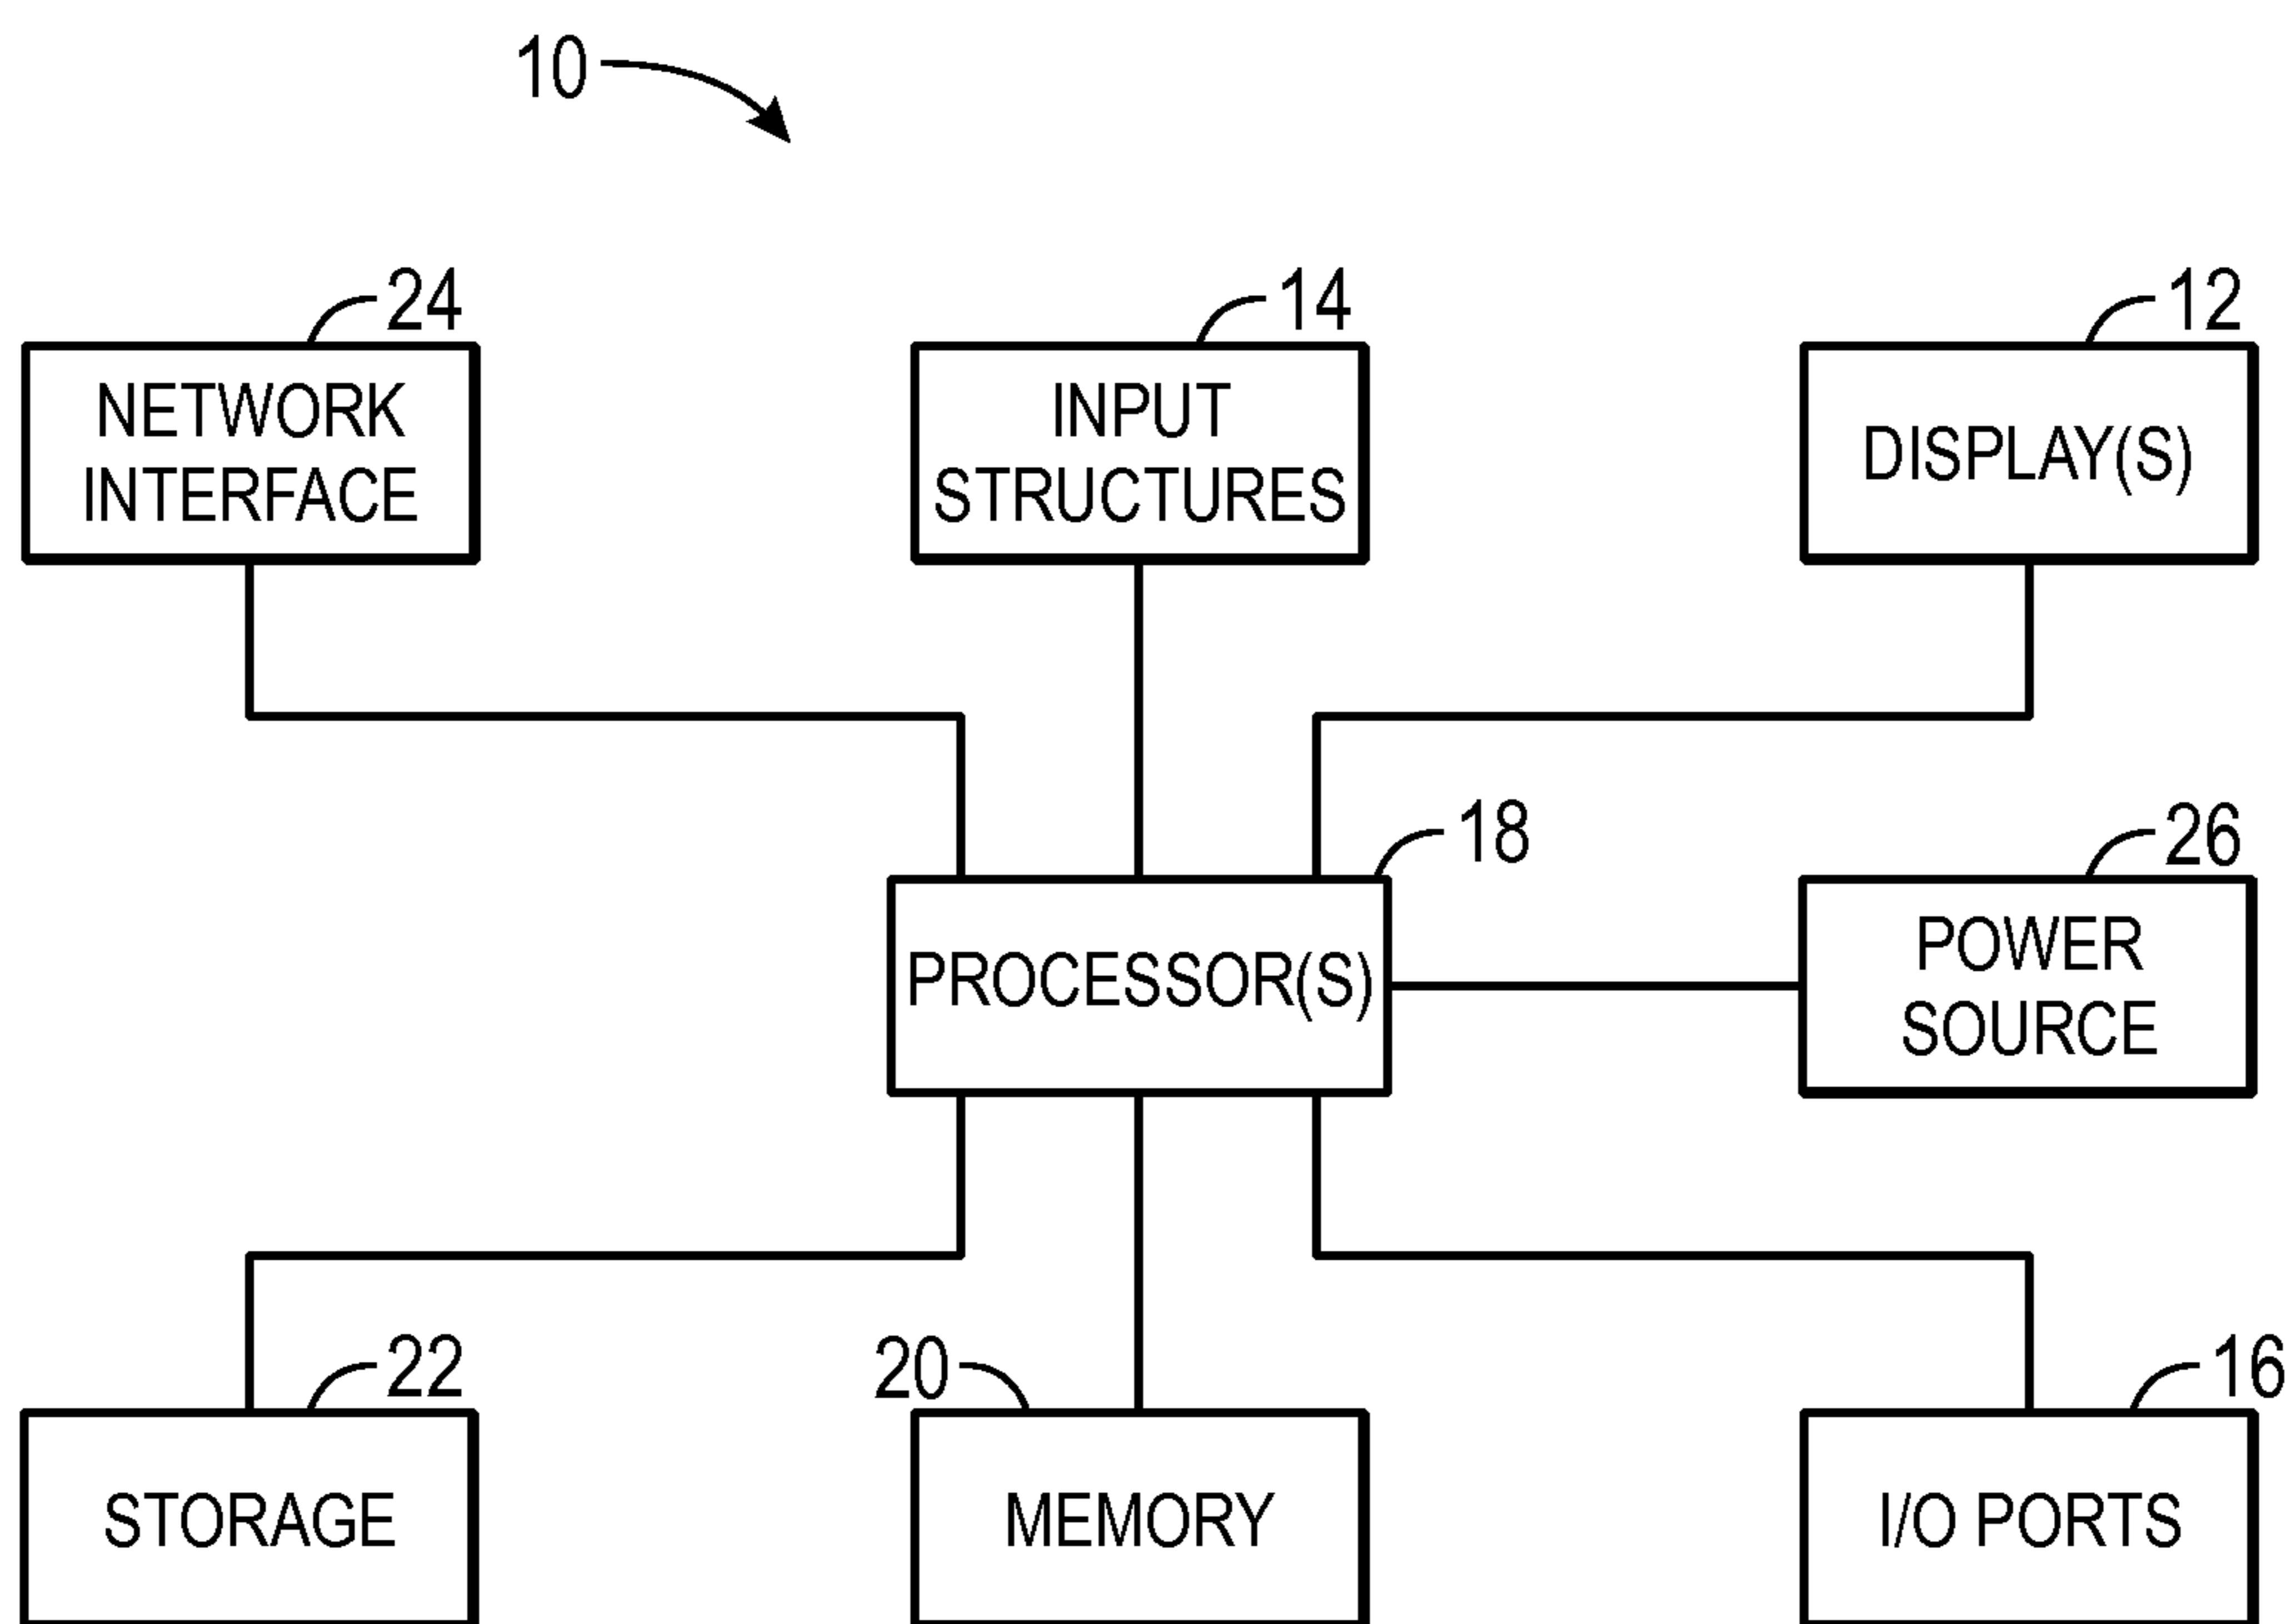 10
24
14
12
NETWORK
INTERFACE
INPUT
STRUCTURES
DISPLAY(S)
18
26
PROCESSOR(S)
POWER
SOURCE
22
20
16
STORAGE
MEMORY
I/O PORTS